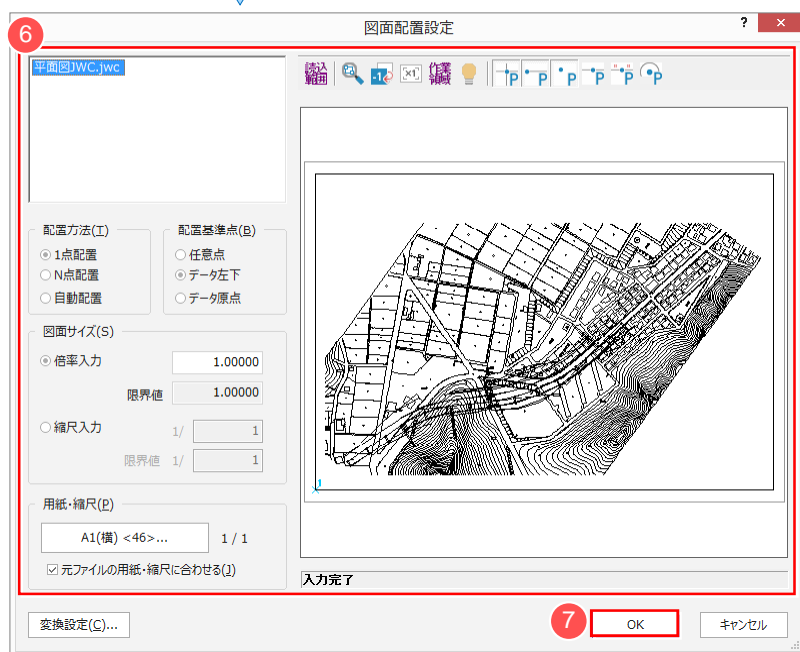 6
図面配置設定
?
平面図JWC.jwc
読込範囲
-1
×1
作業領域
P P P P P P
配置方法(T)
1点配置
N点配置
自動配置
配置基準点(B)
任意点
データ左下
データ原点
図面サイズ(S)
倍率入力 1.00000
限界値 1.00000
縮尺入力 1/ 1
限界値 1/ 1
用紙・縮尺(P)
A1(横) <46>... 1 / 1
元ファイルの用紙・縮尺に合わせる(J)
1
入力完了
変換設定(C)...
7
OK
キャンセル